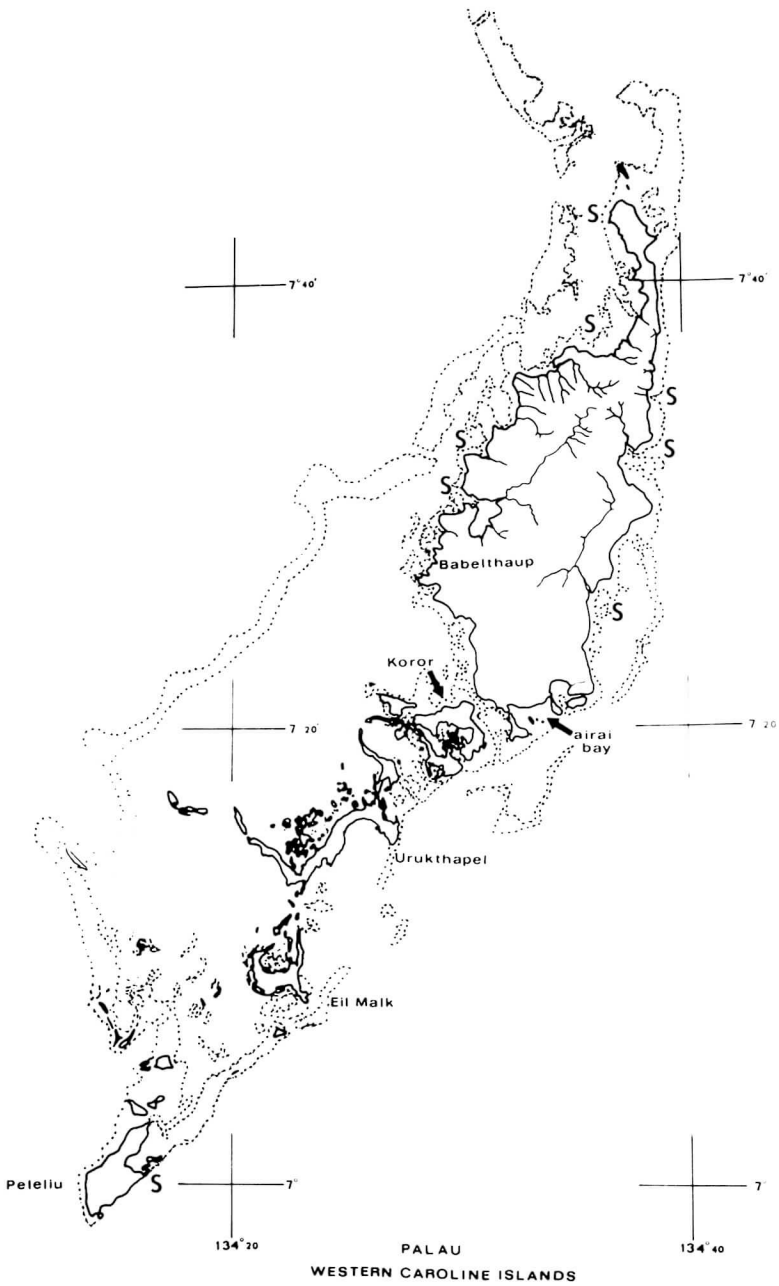 S
7°40'
7°40'
S
S
S
S
S
Babelthaup
S
Koror
7 20'
7 20
airai
bay
Urukthapel
Eil Malk
Peleliu
S
7°
7°
134°20
PALAU
134°40
WESTERN CAROLINE ISLANDS